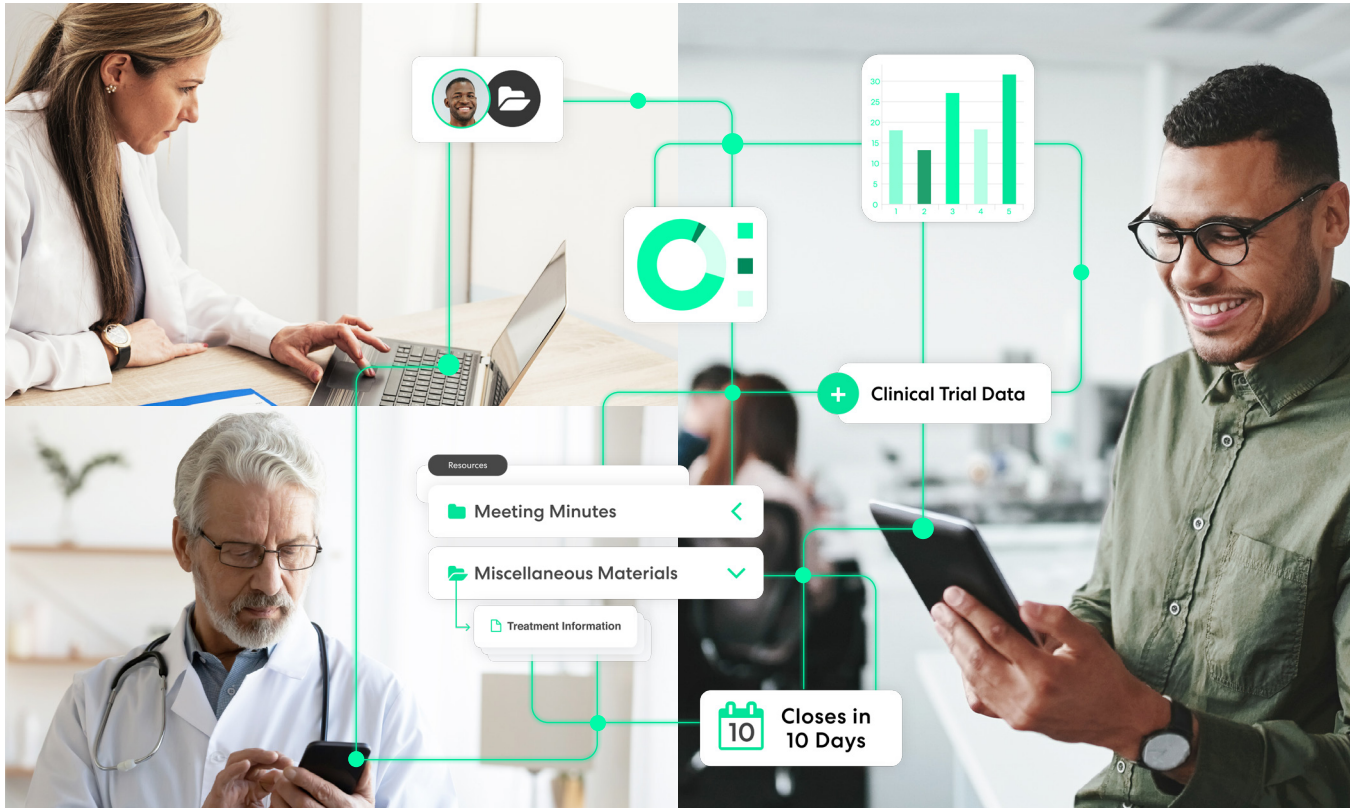 30
25
20
15
10
5
0
1 2 3 4 5
Clinical Trial Data
Resources
Meeting Minutes
Miscellaneous Materials
Treatment Information
10
Closes in
10 Days